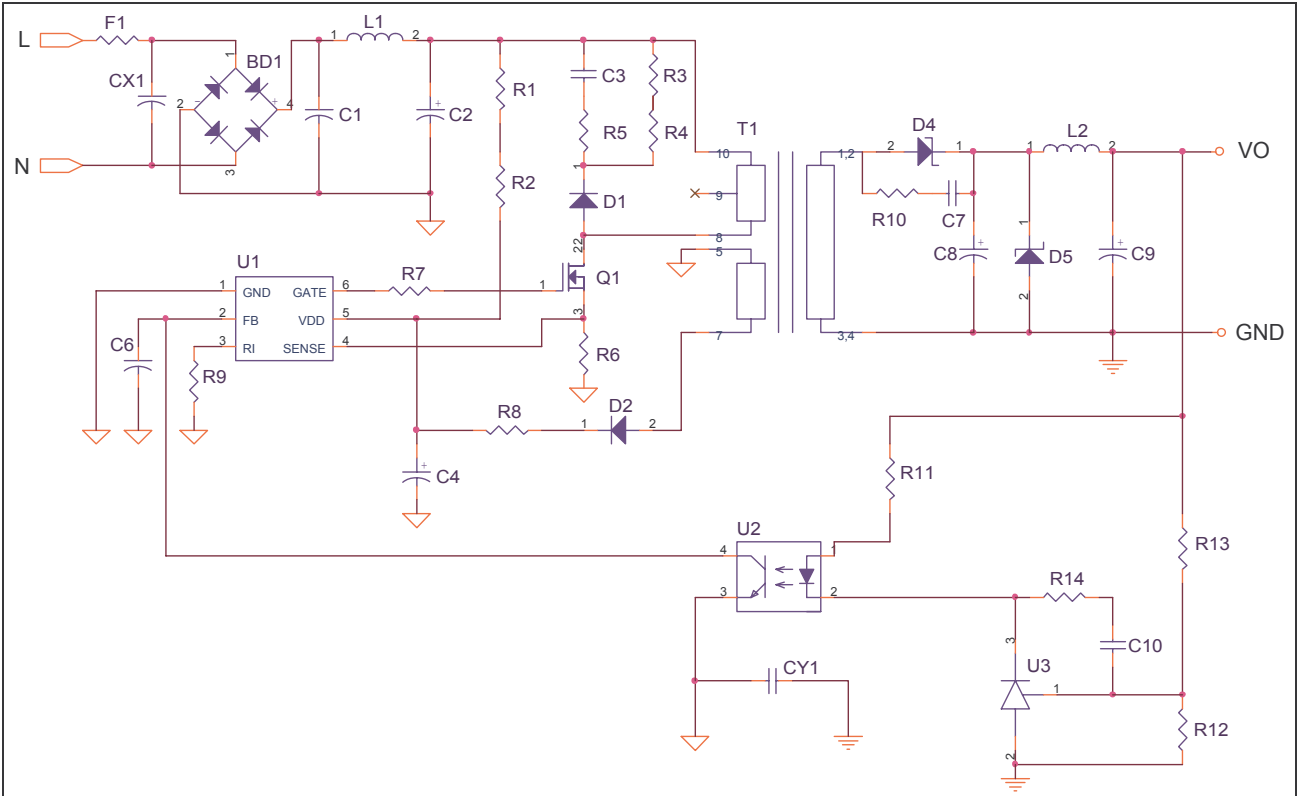 F1
L1
L
1
2
CX1
BD1
1
2
-
+
4
3
C1
+
C2
N
R1
R2
C3
R3
R5
R4
1
D1
22
T1
10
9
8
5
7
1,2
3,4
D4
2
1
R10
C7
C8
+
1
D5
2
L2
1
2
C9
+
VO
GND
U1
1
GND
GATE
6
2
FB
VDD
5
3
RI
SENSE
4
R7
1
Q1
3
R6
C6
R9
R8
1
D2
2
+
C4
R11
U2
4
1
3
2
R13
R14
C10
3
U3
1
2
R12
CY1